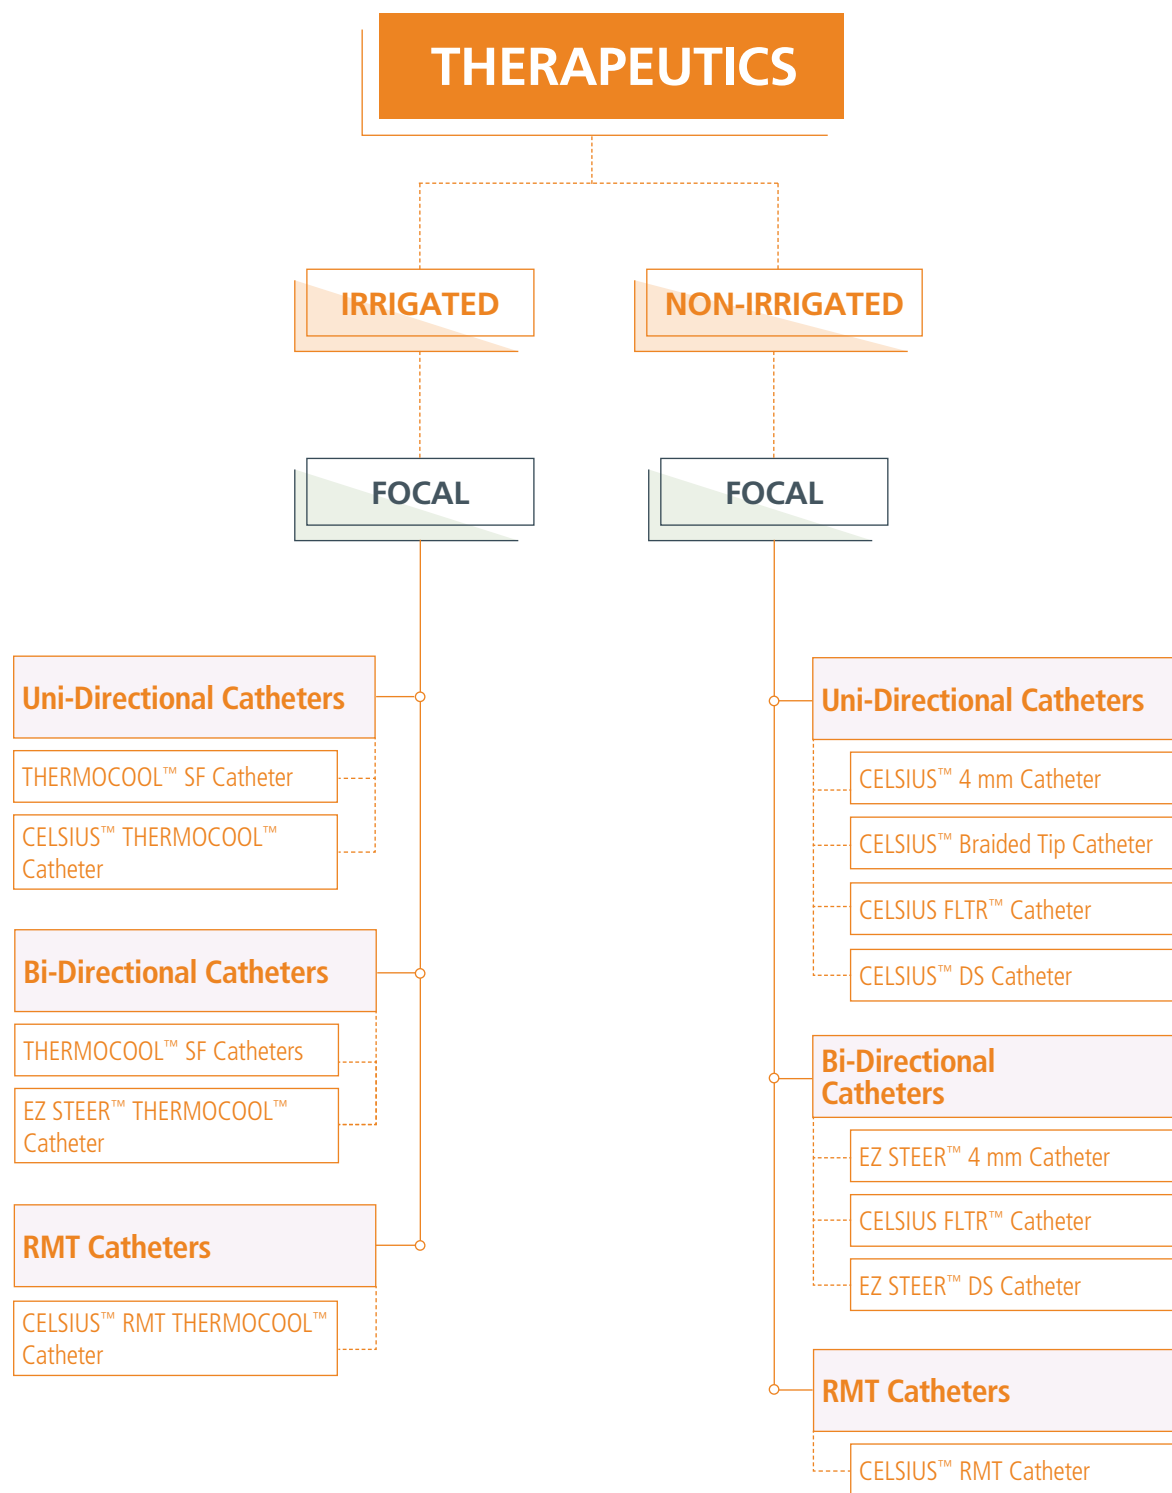 THERAPEUTICS
IRRIGATED
NON-IRRIGATED
FOCAL
FOCAL
Uni-Directional Catheters
THERMOCOOL™ SF Catheter
CELSIUS™ THERMOCOOL™
Catheter
Bi-Directional Catheters
THERMOCOOL™ SF Catheters
EZ STEER™ THERMOCOOL™
Catheter
RMT Catheters
CELSIUS™ RMT THERMOCOOL™
Catheter
Uni-Directional Catheters
CELSIUS™ 4 mm Catheter
CELSIUS™ Braided Tip Catheter
CELSIUS FLTR™ Catheter
CELSIUS™ DS Catheter
Bi-Directional
Catheters
EZ STEER™ 4 mm Catheter
CELSIUS FLTR™ Catheter
EZ STEER™ DS Catheter
RMT Catheters
CELSIUS™ RMT Catheter